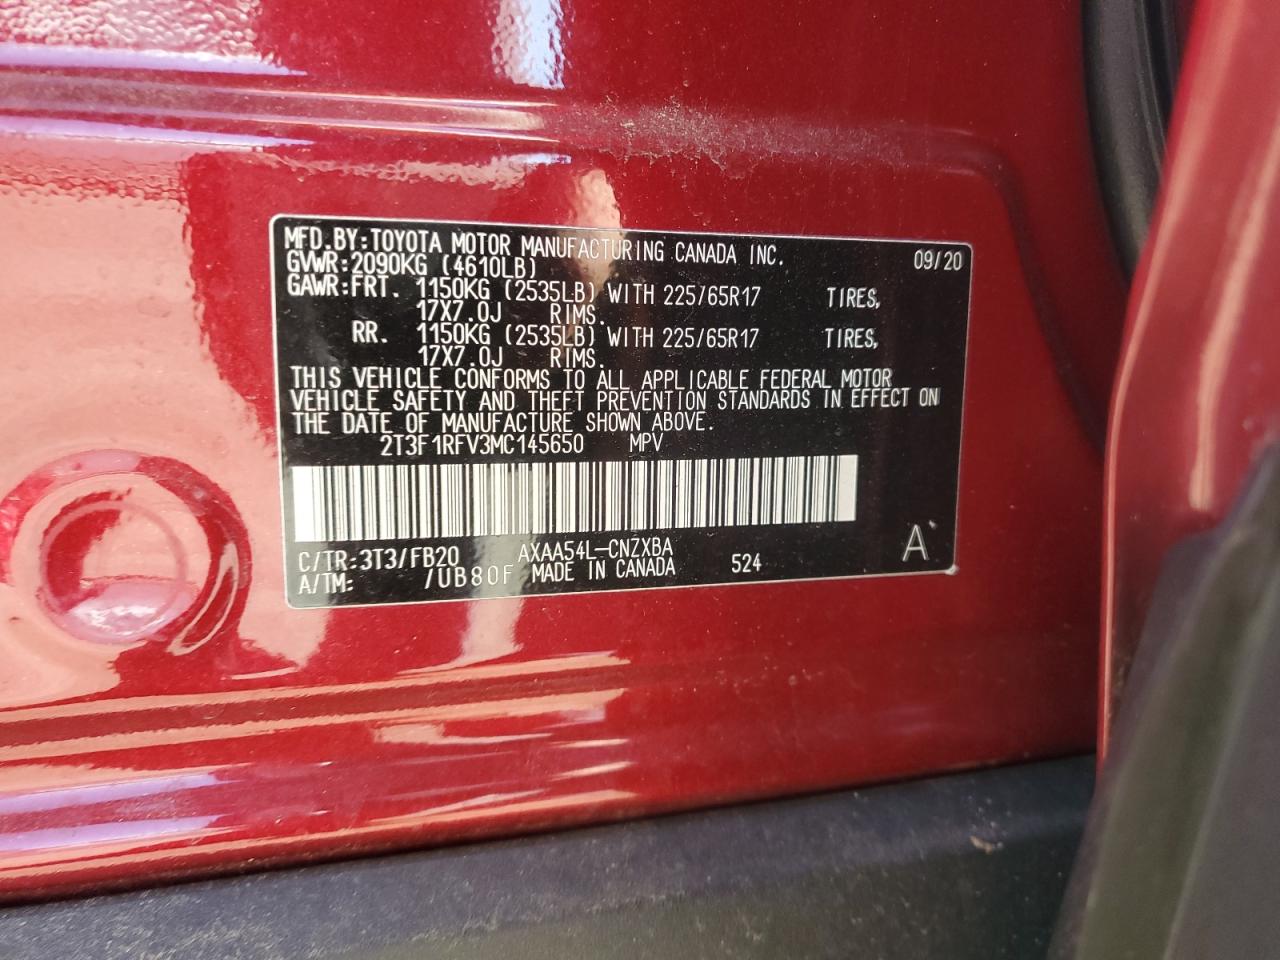 MFD.BY:TOYOTA MOTOR MANUFACTURING CANADA INC. 09/20
GVWR:2090KG (4610LB)
GAWR:FRT. 1150KG (2535LB) WITH 225/65R17 TIRES,
17X7.0J RIMS.
RR. 1150KG (2535LB) WITH 225/65R17 TIRES,
17X7.0J RIMS.
THIS VEHICLE CONFORMS TO ALL APPLICABLE FEDERAL MOTOR
VEHICLE SAFETY AND THEFT PREVENTION STANDARDS IN EFFECT ON
THE DATE OF MANUFACTURE SHOWN ABOVE.
2T3F1RFV3MC145650 MPV
C/TR:3T3/FB20 AXAA54L-CNZXBA
A/TM: /UB80F MADE IN CANADA 524 A